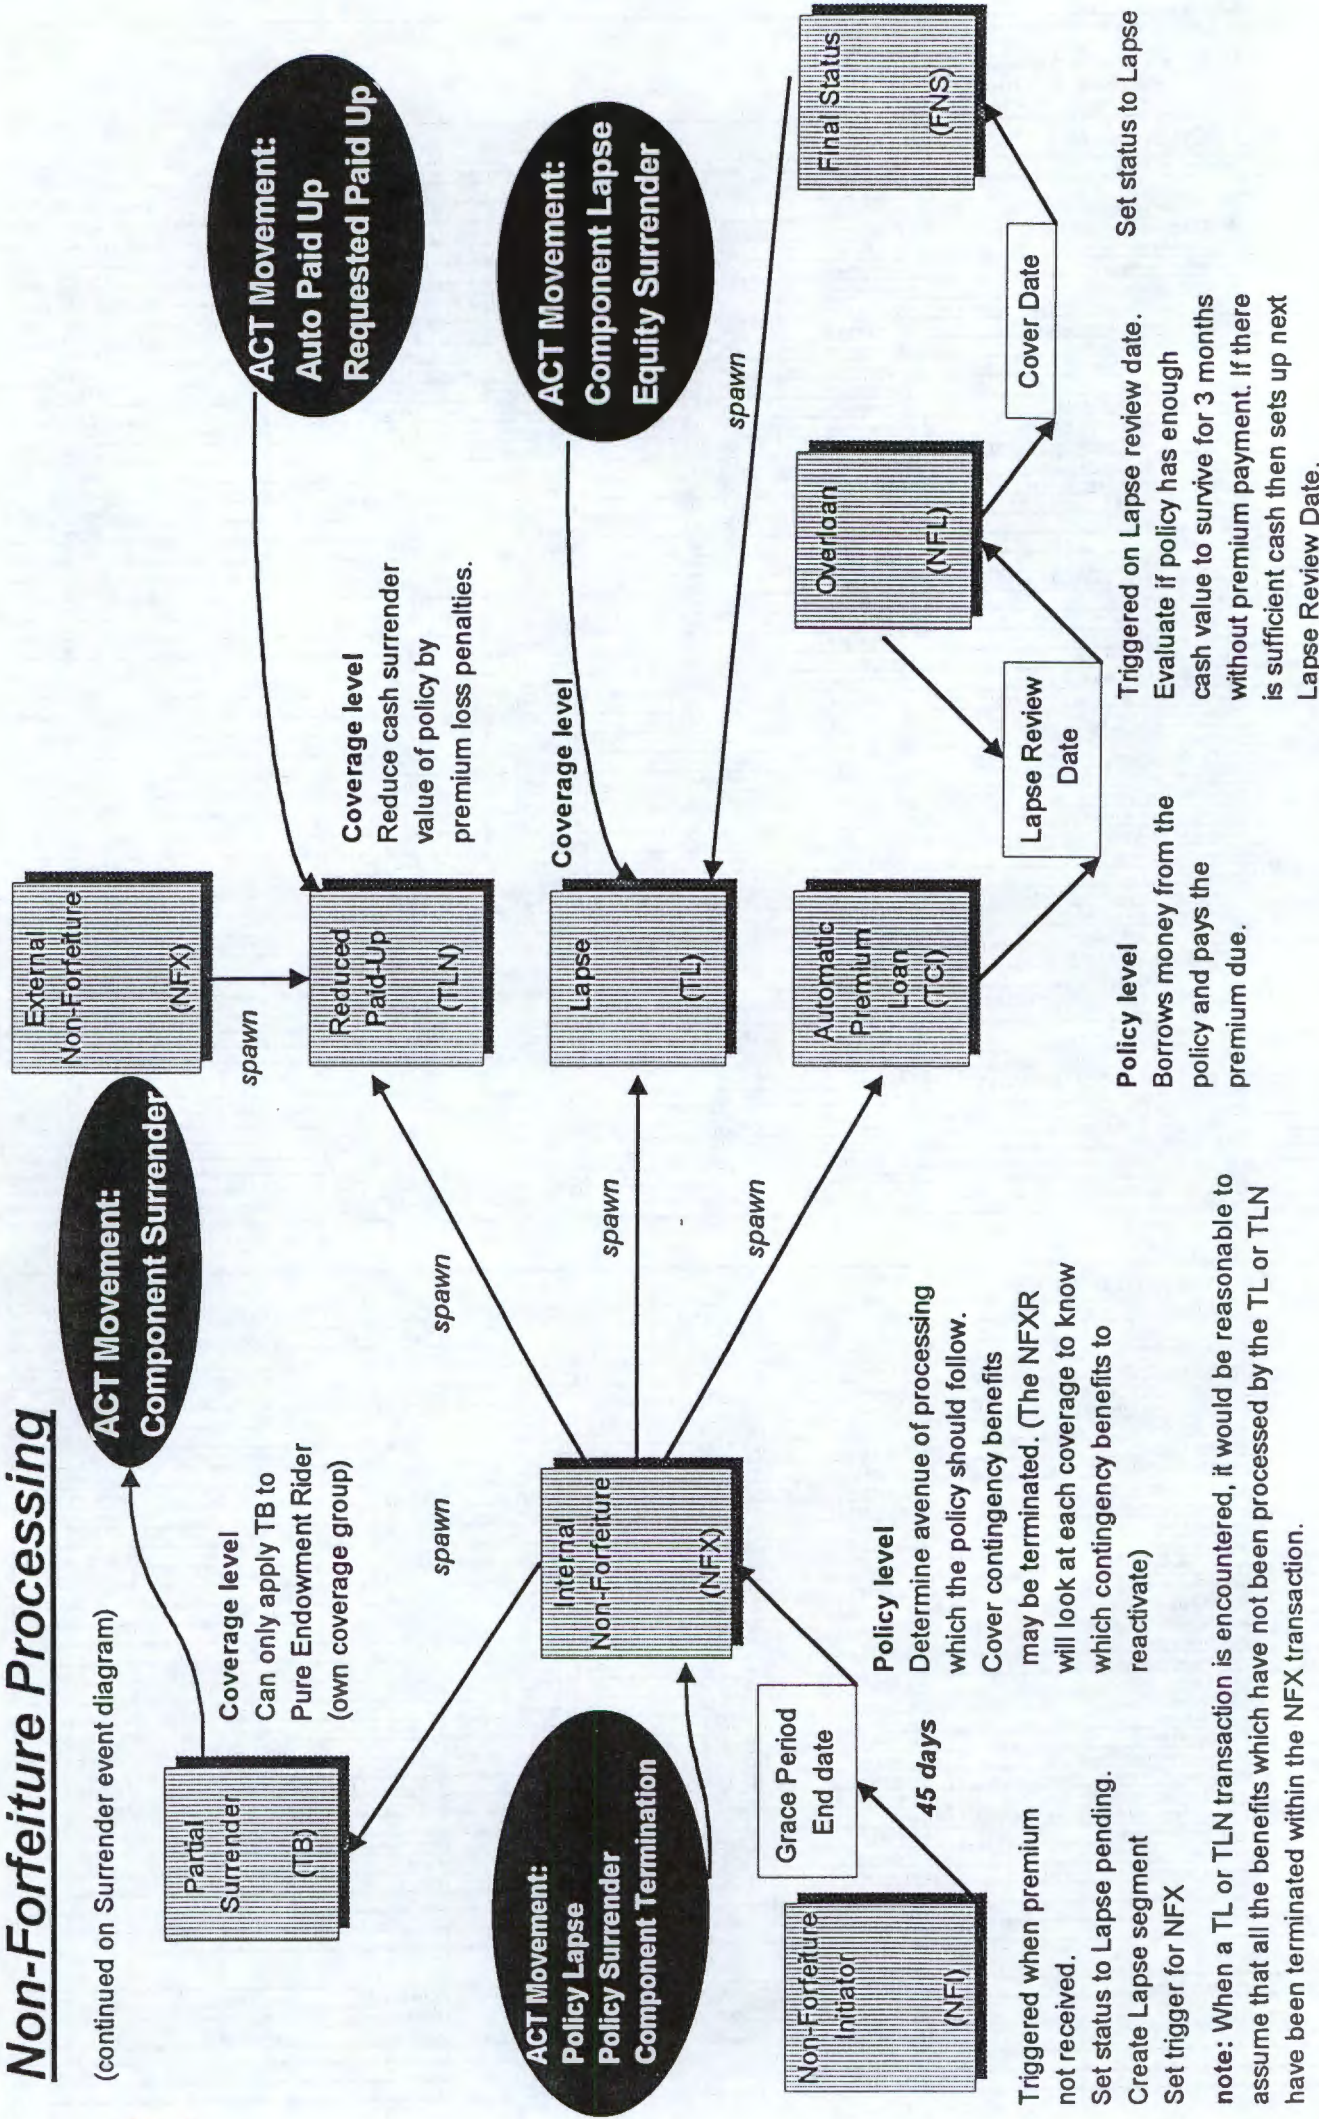 Non-Forfeiture Processing
(continued on Surrender event diagram)
ACT Movement:
Component Surrender
External
Non-Forfeiture
(NFX)
spawn
Partial
Surrender
(TB)
Coverage level
Can only apply TB to
Pure Endowment Rider
(own coverage group)
spawn
spawn
Reduced
Paid-Up
(TLN)
Coverage level
Reduce cash surrender
value of policy by
premium loss penalties.
ACT Movement:
Auto Paid Up
Requested Paid Up
ACT Movement:
Policy Lapse
Policy Surrender
Component Termination
Internal
Non-Forfeiture
(NFX)
spawn
Lapse
(TL)
Coverage level
ACT Movement:
Component Lapse
Equity Surrender
spawn
spawn
Non-Forfeiture
Initiator
(NFI)
Grace Period
End date
45 days
Policy level
Determine avenue of processing
which the policy should follow.
Cover contingency benefits
may be terminated. (The NFXR
will look at each coverage to know
which contingency benefits to
reactivate)
Automatic
Premium
Loan
(TCI)
Lapse Review
Date
Overloan
(NFL)
Cover Date
Final Status
(FNS)
Triggered when premium
not received.
Set status to Lapse pending.
Create Lapse segment
Set trigger for NFX
Policy level
Borrows money from the
policy and pays the
premium due.
Triggered on Lapse review date.
Evaluate if policy has enough
cash value to survive for 3 months
without premium payment. If there
is sufficient cash then sets up next
Lapse Review Date.
Set status to Lapse
note: When a TL or TLN transaction is encountered, it would be reasonable to
assume that all the benefits which have not been processed by the TL or TLN
have been terminated within the NFX transaction.